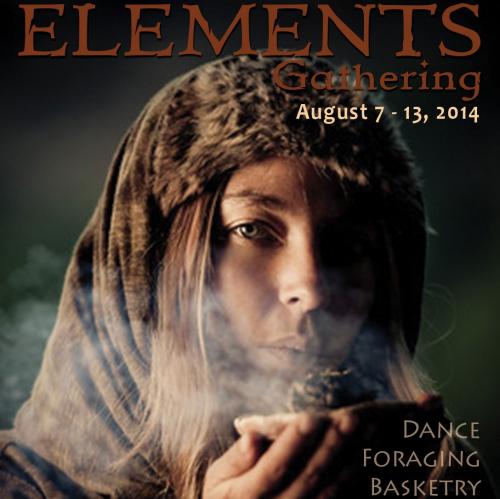 ELEMENTS
Gathering
August 7 - 13, 2014
DANCE
FORAGING
BASKETRY